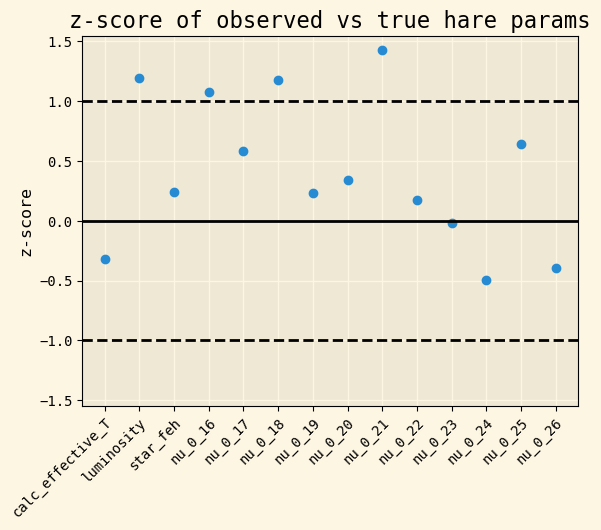 z-score of observed vs true hare params
1.5
1.0
0.5
0.0
−0.5
−1.0
−1.5
z-score
calc_effective_T
luminosity
star_feh
nu_0_16
nu_0_17
nu_0_18
nu_0_19
nu_0_20
nu_0_21
nu_0_22
nu_0_23
nu_0_24
nu_0_25
nu_0_26